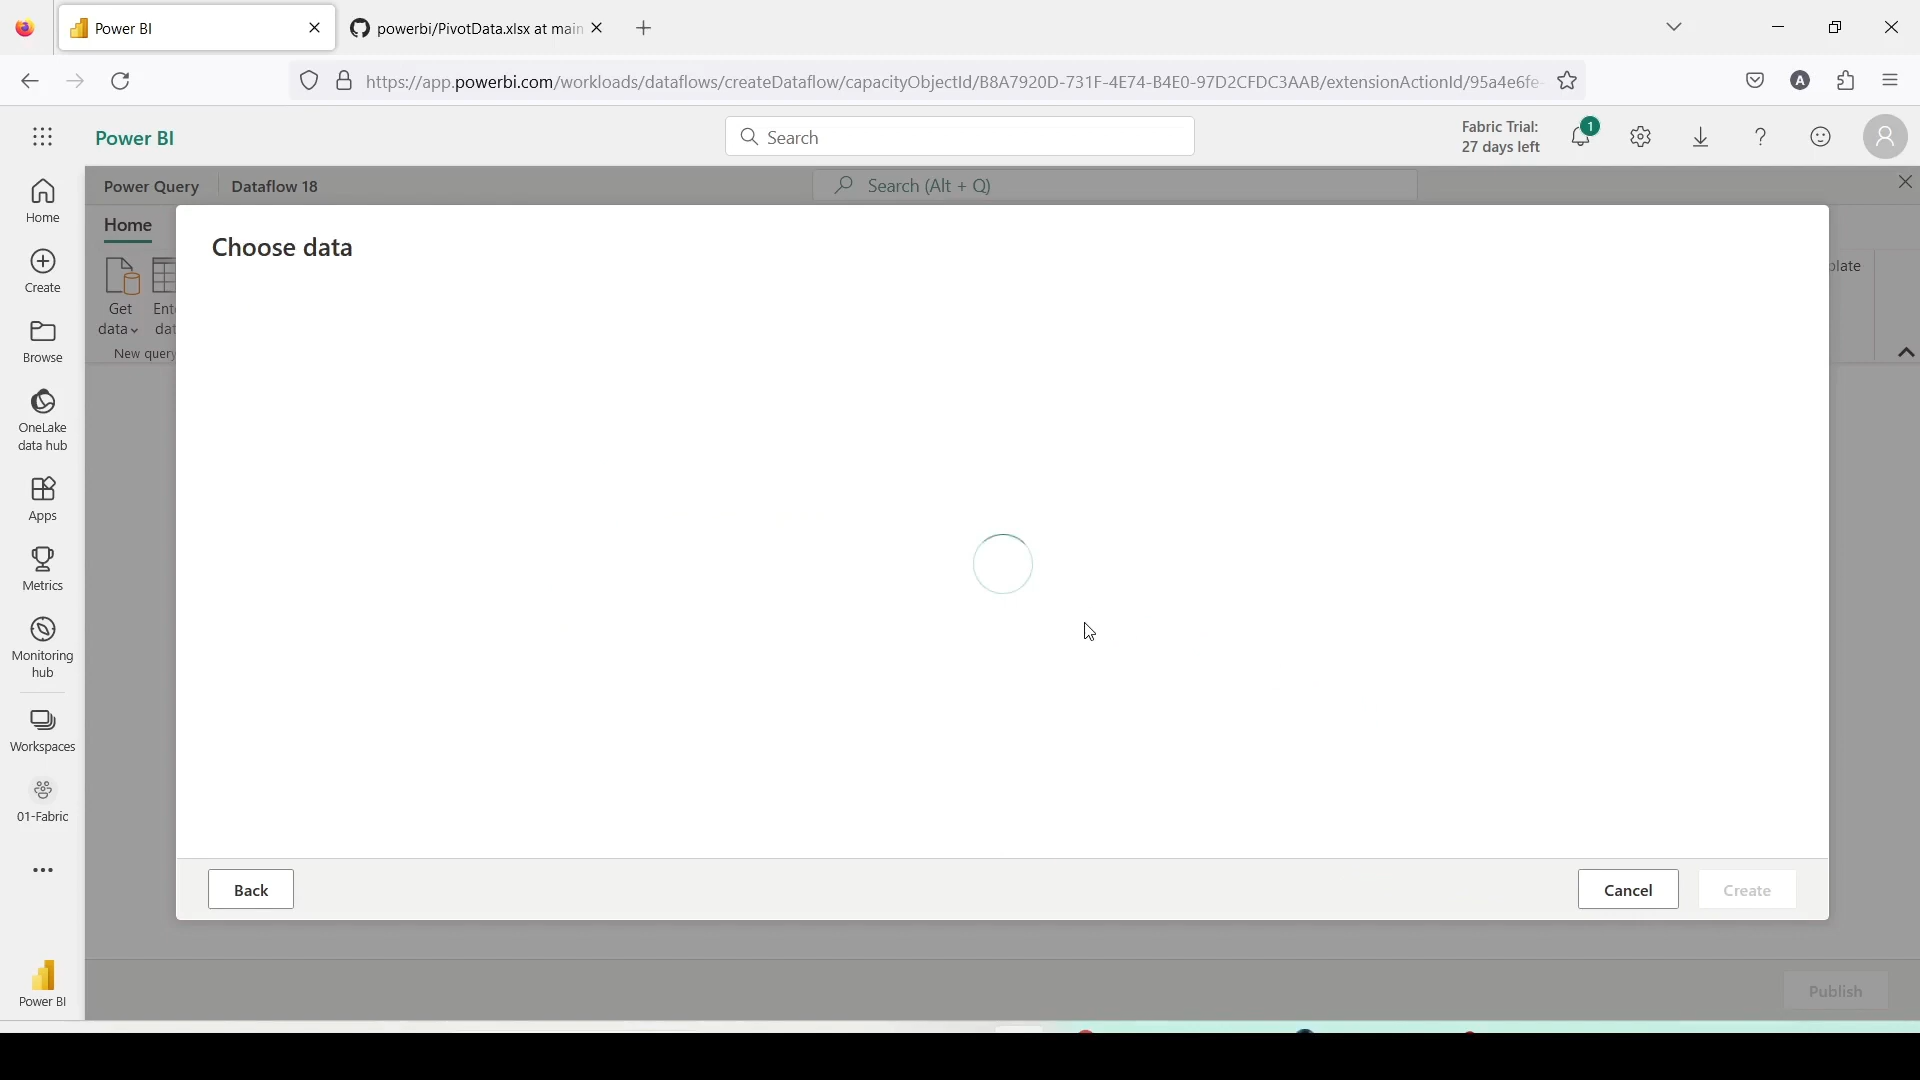 Power BI
powerbi/PivotData.xlsx at main
https://app.powerbi.com/workloads/dataflows/createDataflow/capacityObjectId/B8A7920D-731F-4E74-B4E0-97D2CFDC3AAB/extensionActionId/95a4e6fe-
A
Power BI
Search
Fabric Trial:
27 days left
1
Power Query
Dataflow 18
Search (Alt + Q)
Home
Create
Browse
OneLake
data hub
Apps
Metrics
Monitoring
hub
Workspaces
01-Fabric
Power BI
Home
Get
data
Ent
dat
New query
plate
Choose data
Back
Cancel
Create
Publish